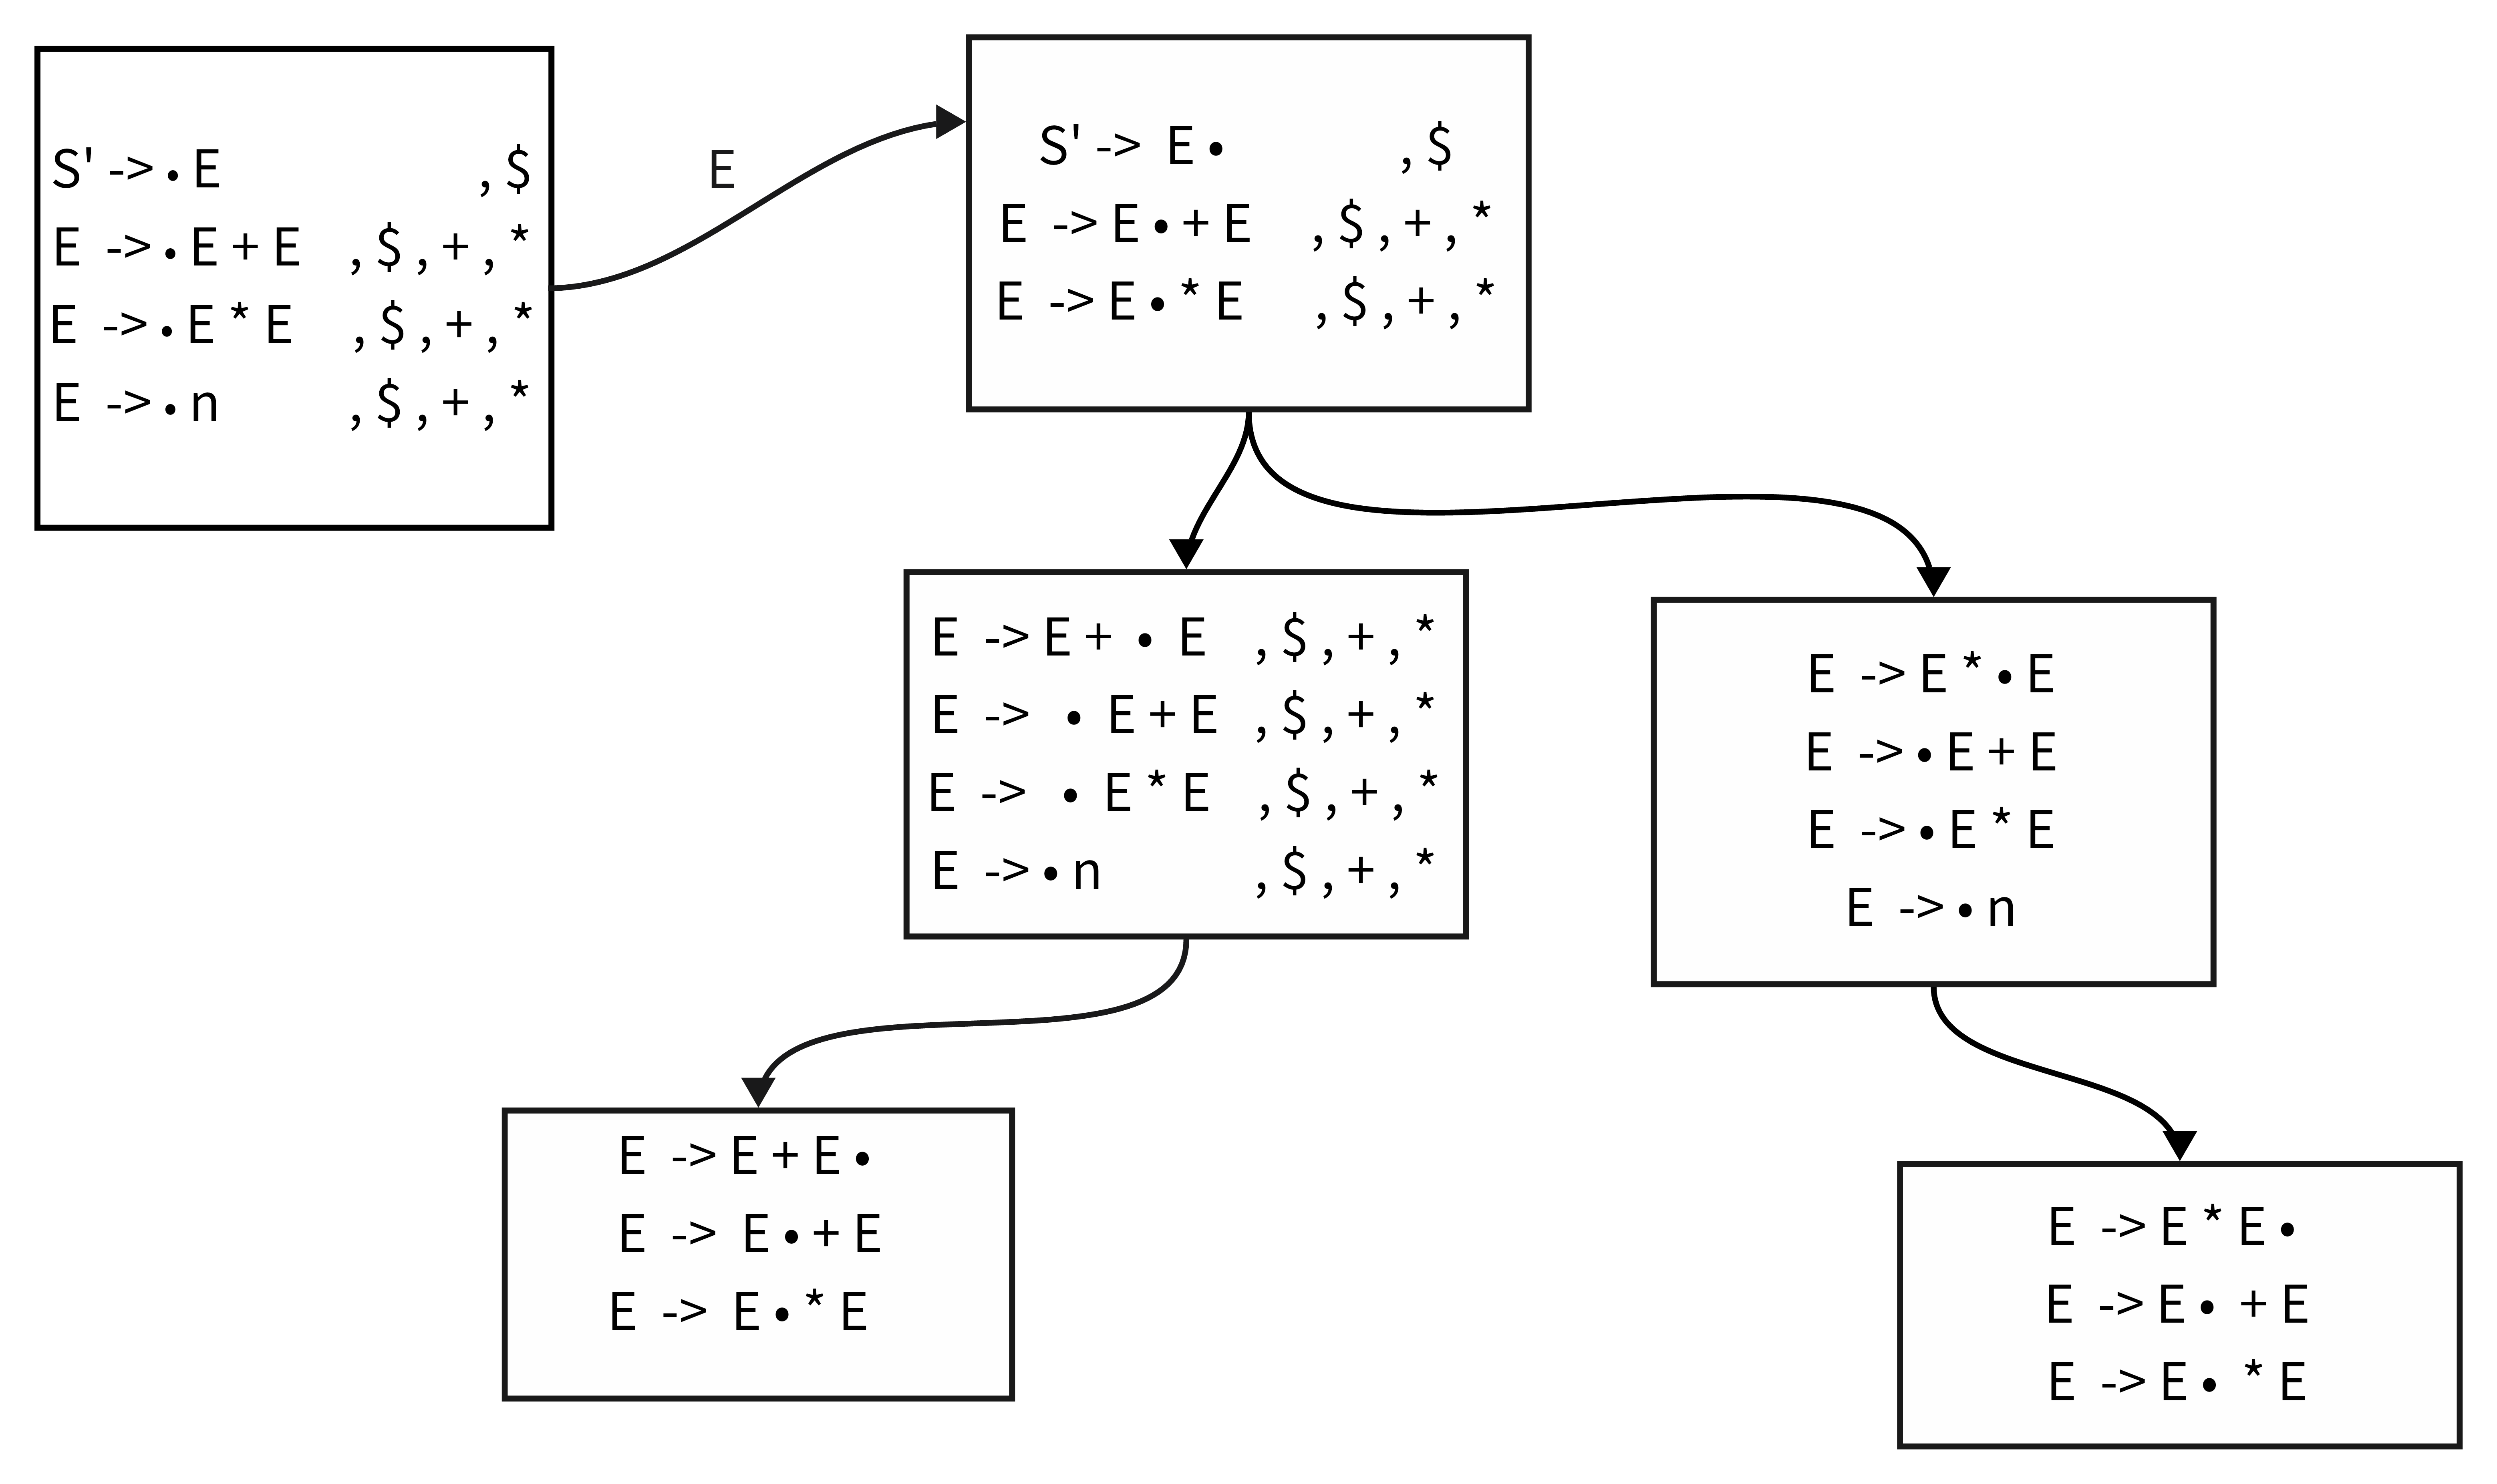 S' -> • E , $
E -> • E + E , $ , + , *
E -> • E * E , $ , + , *
E -> • n , $ , + , *
E
S' -> E • , $
E -> E • + E , $ , + , *
E -> E • * E , $ , + , *
E -> E + • E , $ , + , *
E -> • E + E , $ , + , *
E -> • E * E , $ , + , *
E -> • n , $ , + , *
E -> E * • E
E -> • E + E
E -> • E * E
E -> • n
E -> E + E •
E -> E • + E
E -> E • * E
E -> E * E •
E -> E • + E
E -> E • * E